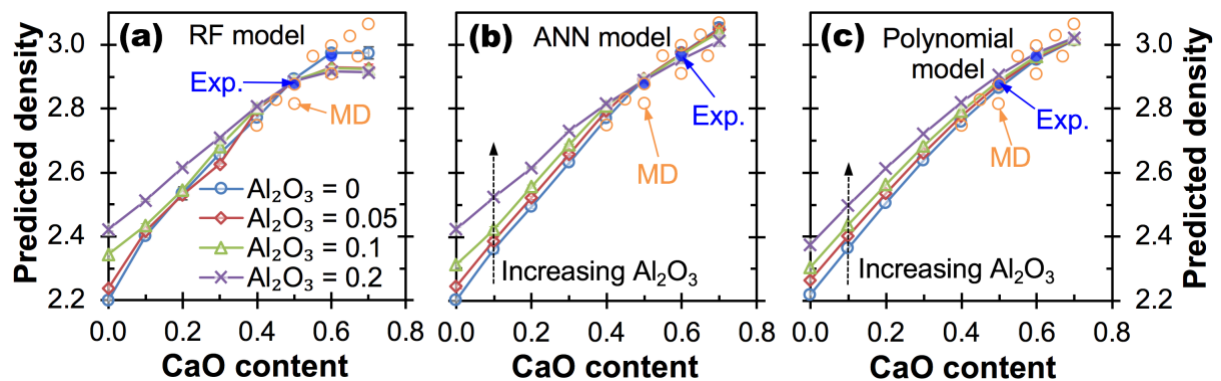 (a) RF model
Exp.
MD
Al₂O₃ = 0
Al₂O₃ = 0.05
Al₂O₃ = 0.1
Al₂O₃ = 0.2
Predicted density
3.0
2.8
2.6
2.4
2.2
0.0 0.2 0.4 0.6 0.8
CaO content
(b) ANN model
Exp.
MD
Increasing Al₂O₃
0.0 0.2 0.4 0.6 0.8
CaO content
(c) Polynomial
model
Exp.
MD
Increasing Al₂O₃
0.0 0.2 0.4 0.6 0.8
CaO content
3.0
2.8
2.6
2.4
2.2
Predicted density